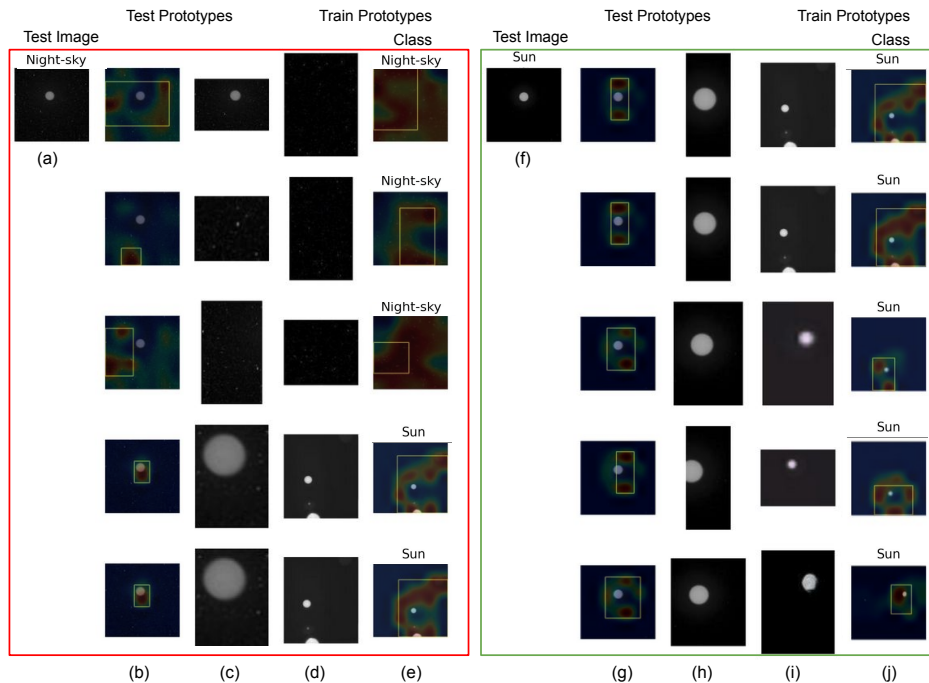 Test Prototypes Train Prototypes Test Prototypes Train Prototypes
Test Image Class Test Image Class
Night-sky Night-sky Sun Sun
(a) (f)
Night-sky Sun
Night-sky Sun
Sun Sun
Sun Sun
(b) (c) (d) (e) (g) (h) (i) (j)